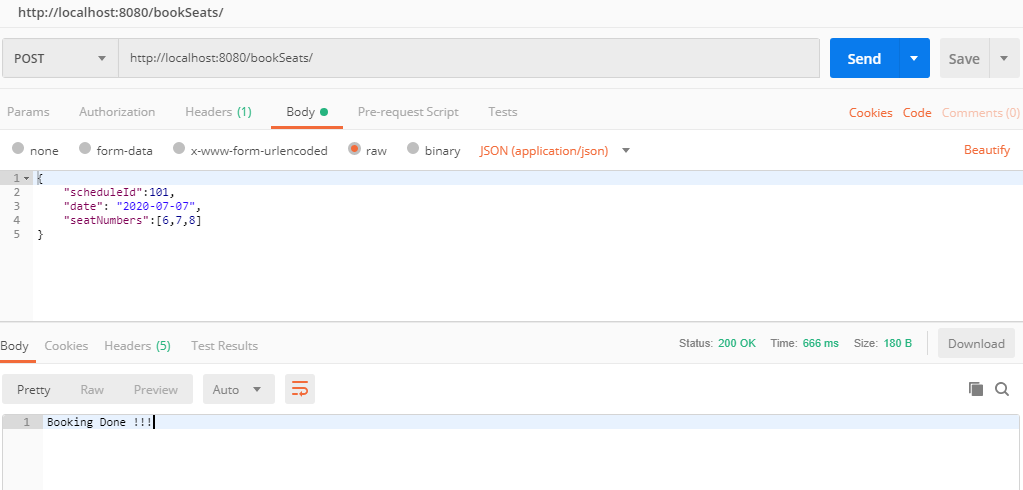 http://localhost:8080/bookSeats/
POST http://localhost:8080/bookSeats/ Send Save
Params Authorization Headers (1) Body Pre-request Script Tests Cookies Code Comments (0)
none form-data x-www-form-urlencoded raw binary JSON (application/json) Beautify
1 {
2 "scheduleId":101,
3 "date": "2020-07-07",
4 "seatNumbers":[6,7,8]
5 }
Body Cookies Headers (5) Test Results Status: 200 OK Time: 666 ms Size: 180 B Download
Pretty Raw Preview Auto
1 Booking Done !!!